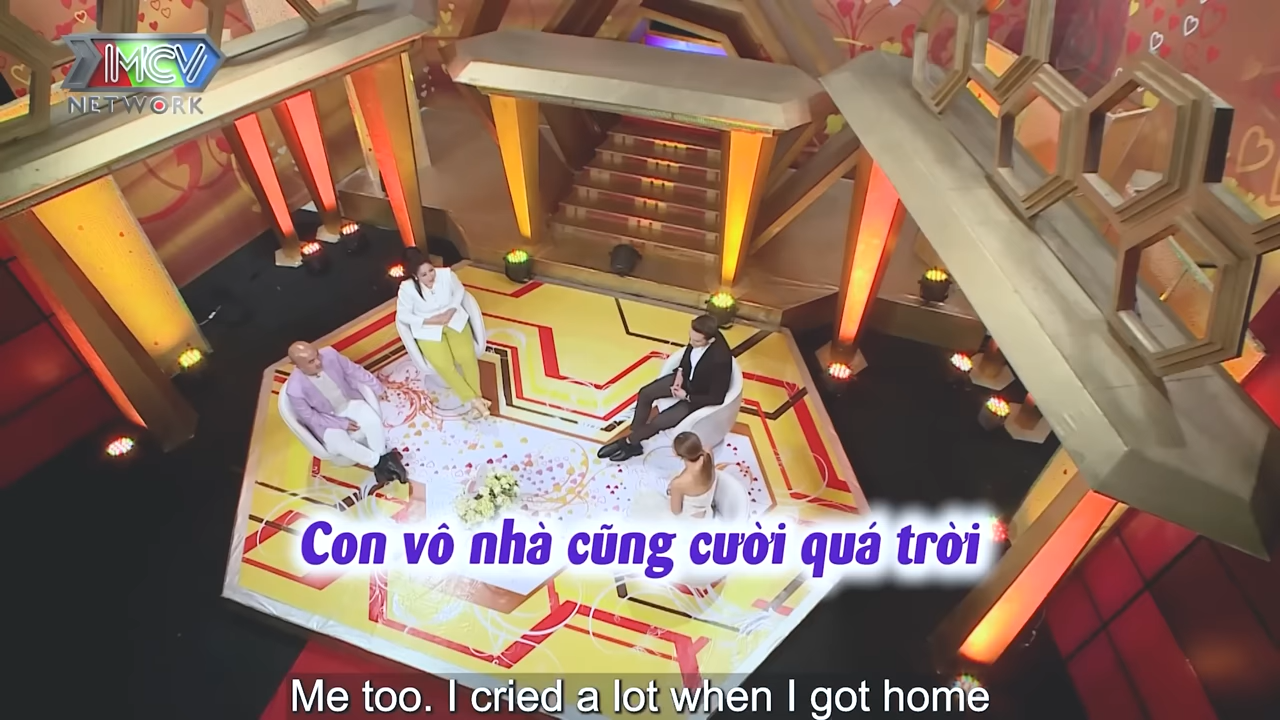 MCV
NETWORK
Con vô nhà cũng cười quá trời
Me too. I cried a lot when I got home